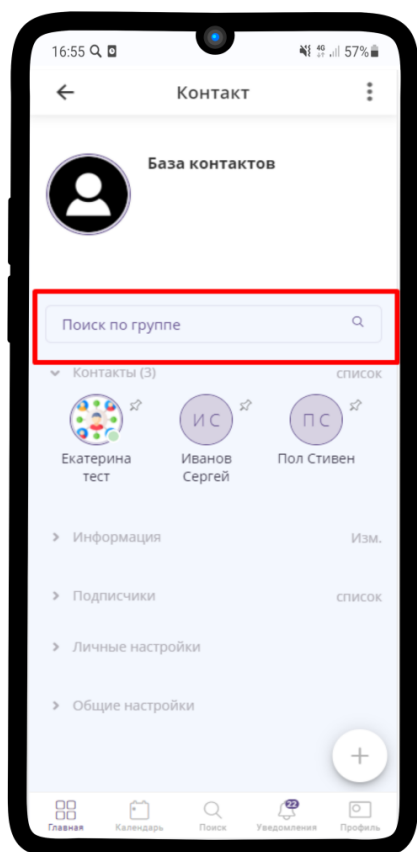 16:55
4G
57%
Контакт
База контактов
Поиск по группе
Контакты (3)
список
Екатерина
тест
И С
Иванов
Сергей
П С
Пол Стивен
Информация
Изм.
Подписчики
список
Личные настройки
Общие настройки
22
Главная
Календарь
Поиск
Уведомления
Профиль